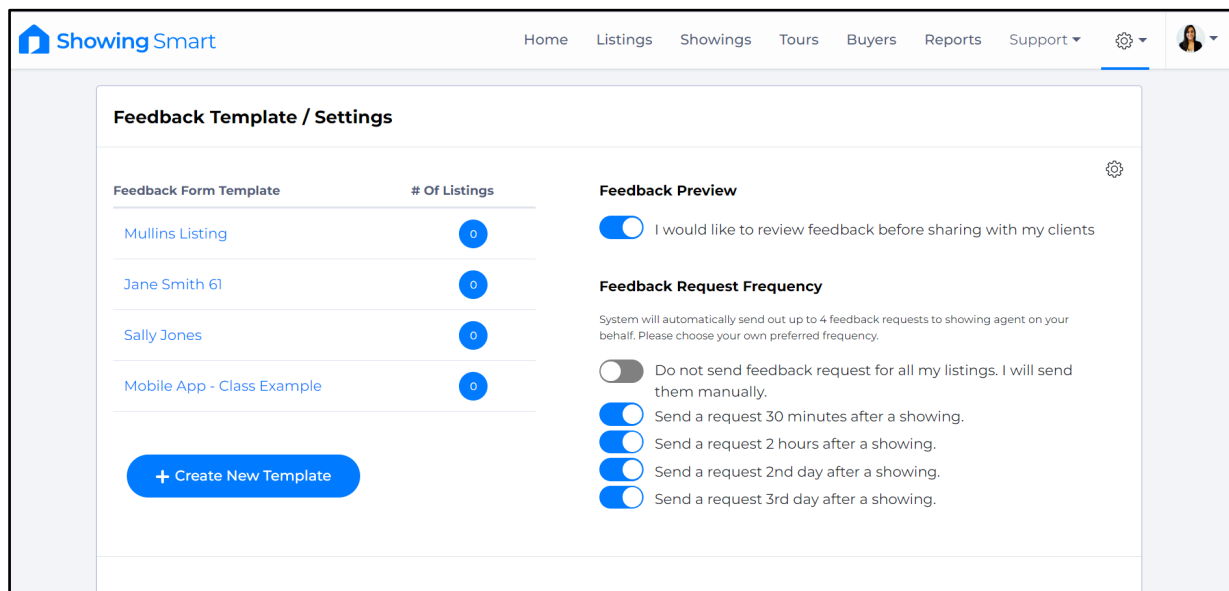 Showing Smart
Home Listings Showings Tours Buyers Reports Support
Feedback Template / Settings
Feedback Form Template # Of Listings
Mullins Listing 0
Jane Smith 61 0
Sally Jones 0
Mobile App - Class Example 0
+ Create New Template
Feedback Preview
I would like to review feedback before sharing with my clients
Feedback Request Frequency
System will automatically send out up to 4 feedback requests to showing agent on your
behalf. Please choose your own preferred frequency.
Do not send feedback request for all my listings. I will send
them manually.
Send a request 30 minutes after a showing.
Send a request 2 hours after a showing.
Send a request 2nd day after a showing.
Send a request 3rd day after a showing.